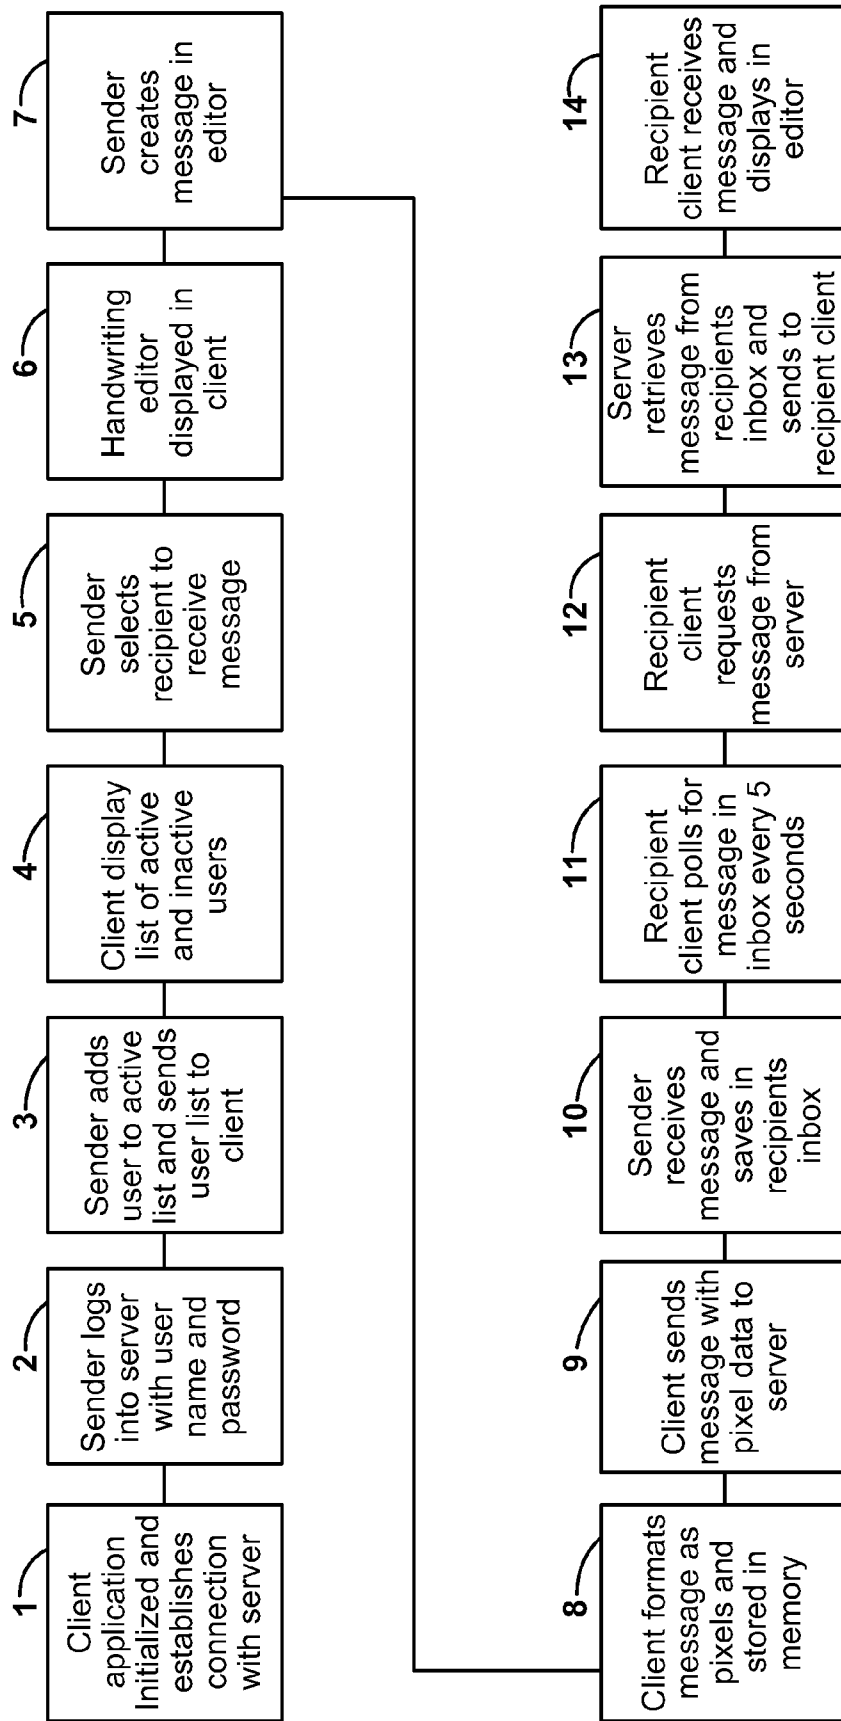 1
Client
application
Initialized and
establishes
connection
with server
2
Sender logs
into server
with user
name and
password
3
Sender adds
user to active
list and sends
user list to
client
4
Client display
list of active
and inactive
users
5
Sender
selects
recipient to
receive
message
6
Handwriting
editor
displayed in
client
7
Sender
creates
message in
editor
8
Client formats
message as
pixels and
stored in
memory
9
Client sends
message with
pixel data to
server
10
Sender
receives
message and
saves in
recipients
inbox
11
Recipient
client polls for
message in
inbox every 5
seconds
12
Recipient
client
requests
message from
server
13
Server
retrieves
message from
recipients
inbox and
sends to
recipient client
14
Recipient
client receives
message and
displays in
editor